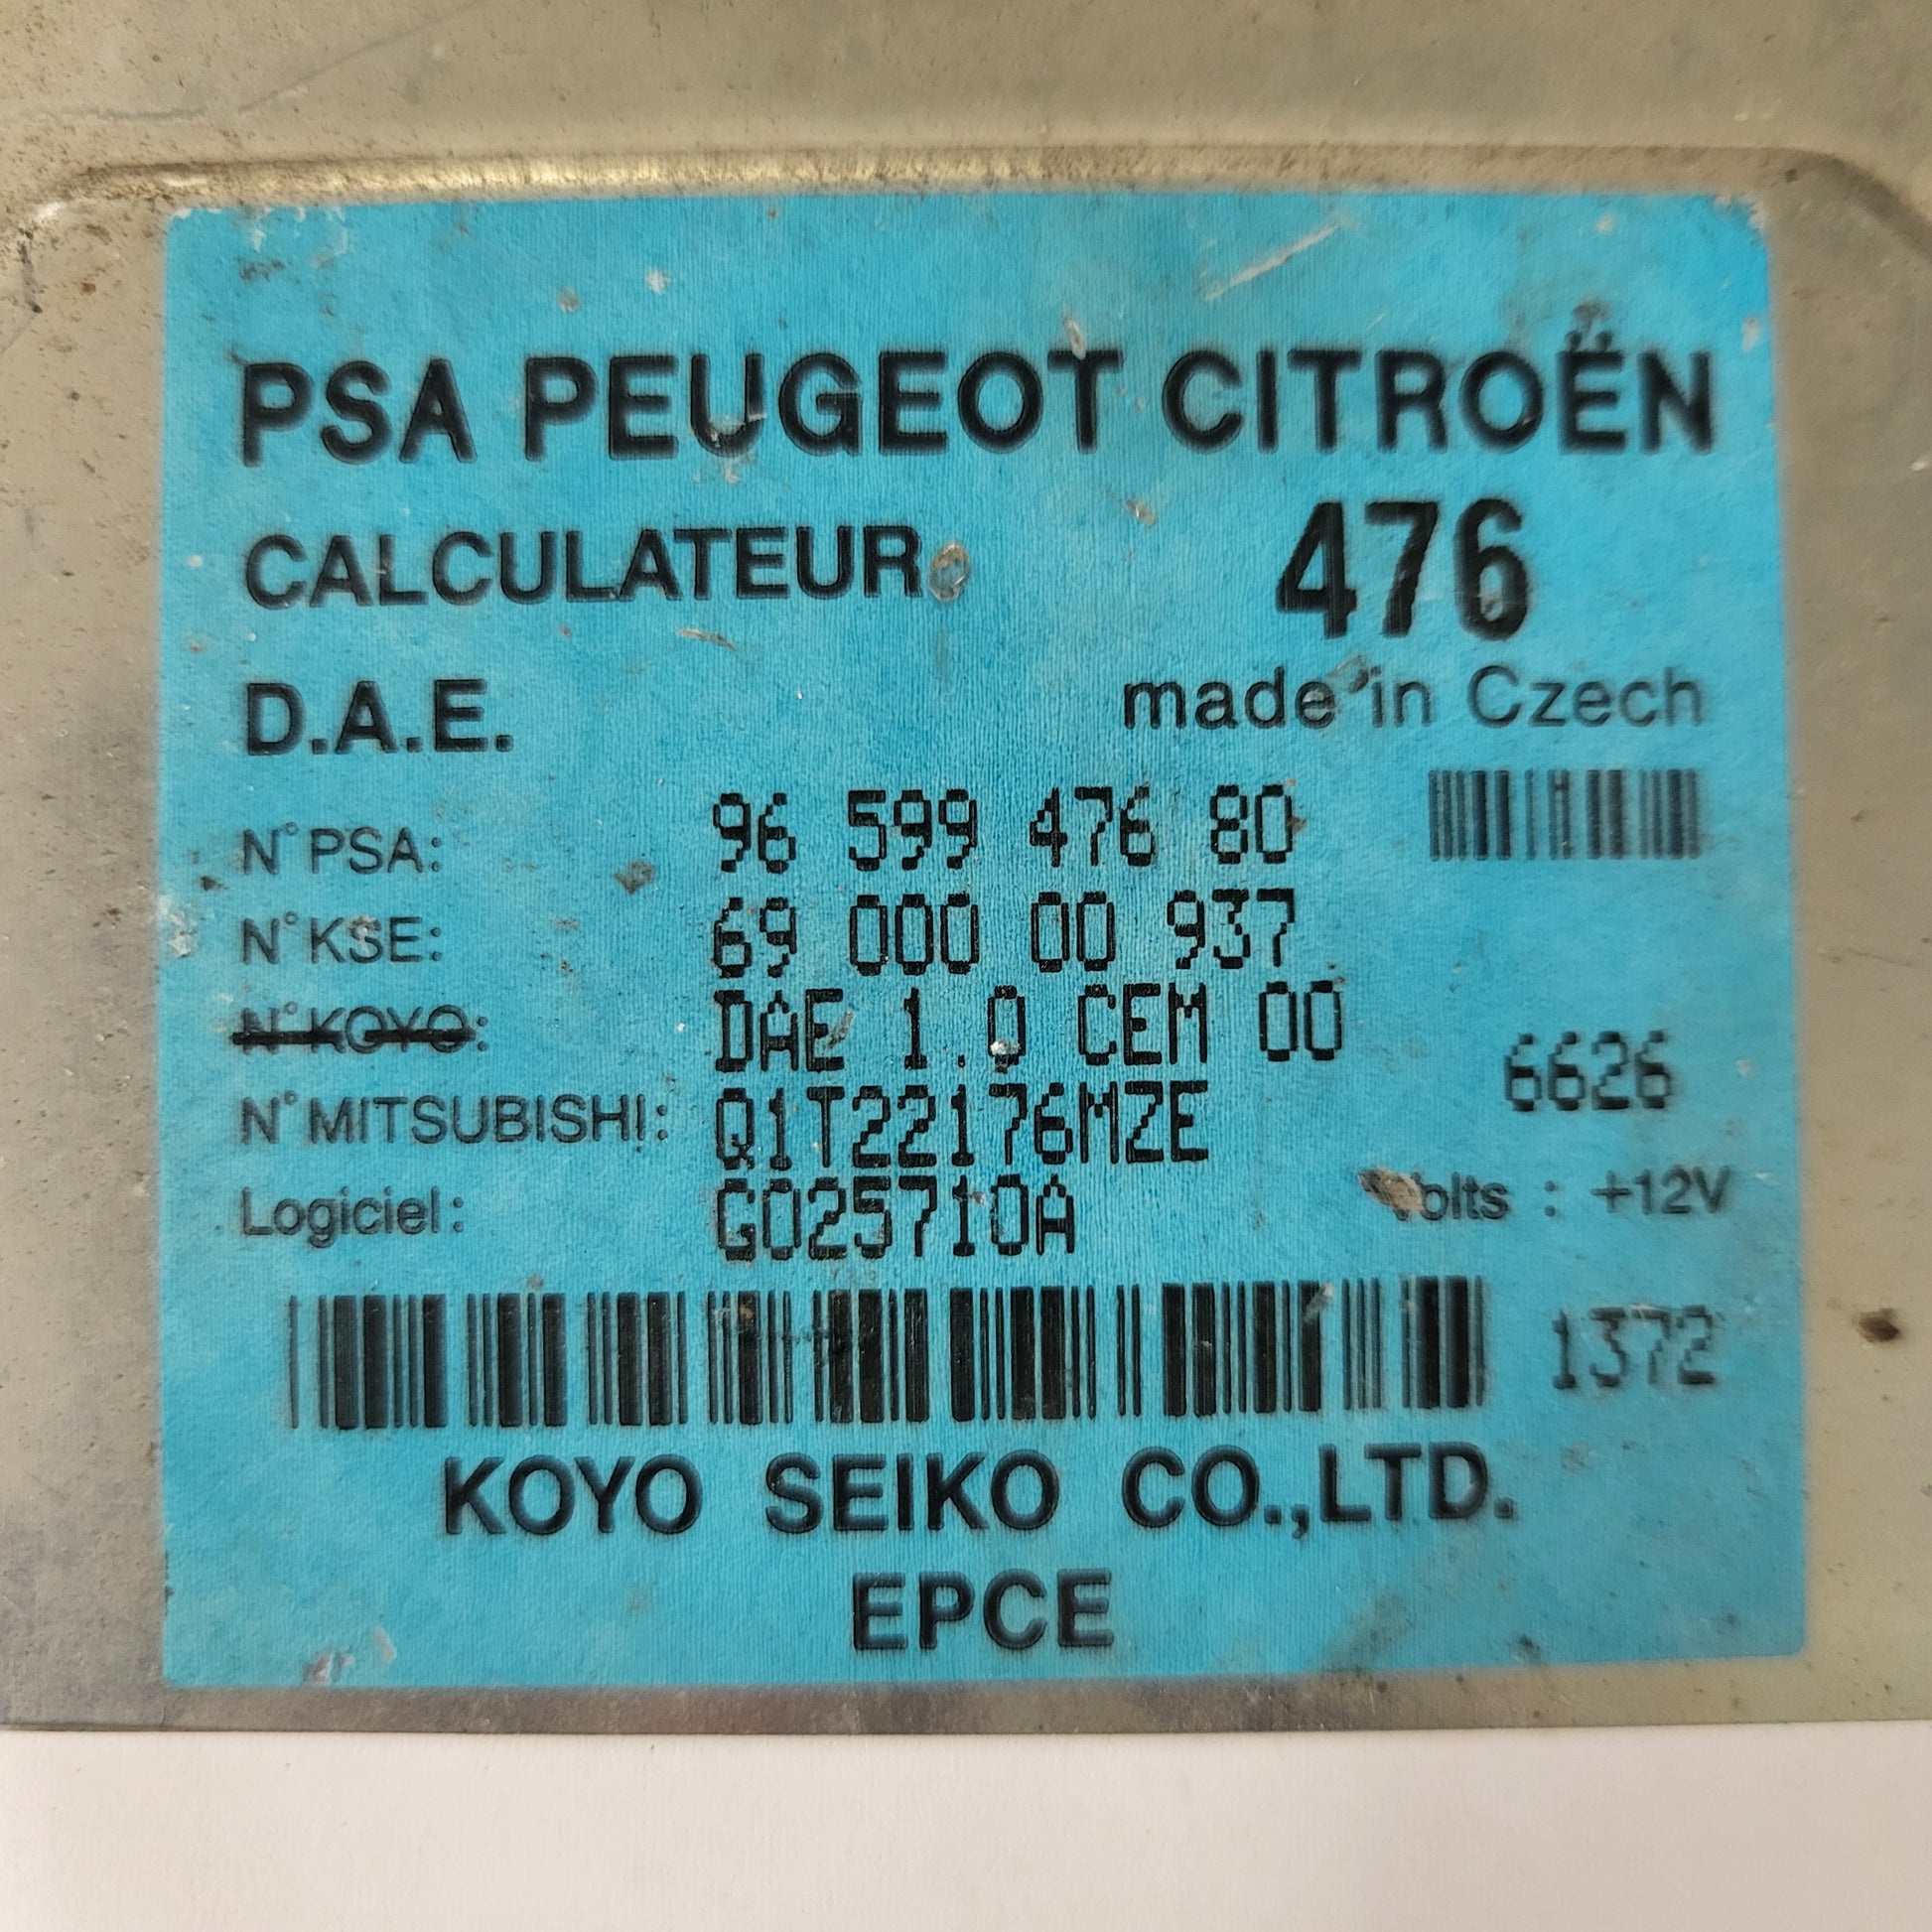 PSA PEUGEOT CITROËN
CALCULATEUR 476
D.A.E. made in Czech
N° PSA: 96 599 476 80
N° KSE: 69 000 00 937
N° KOYO: DAE 1.0 CEM 00
6626
N° MITSUBISHI: Q1T22176MZE
Logiciel: G025710A Volts : +12V
1372
KOYO SEIKO CO.,LTD.
EPCE